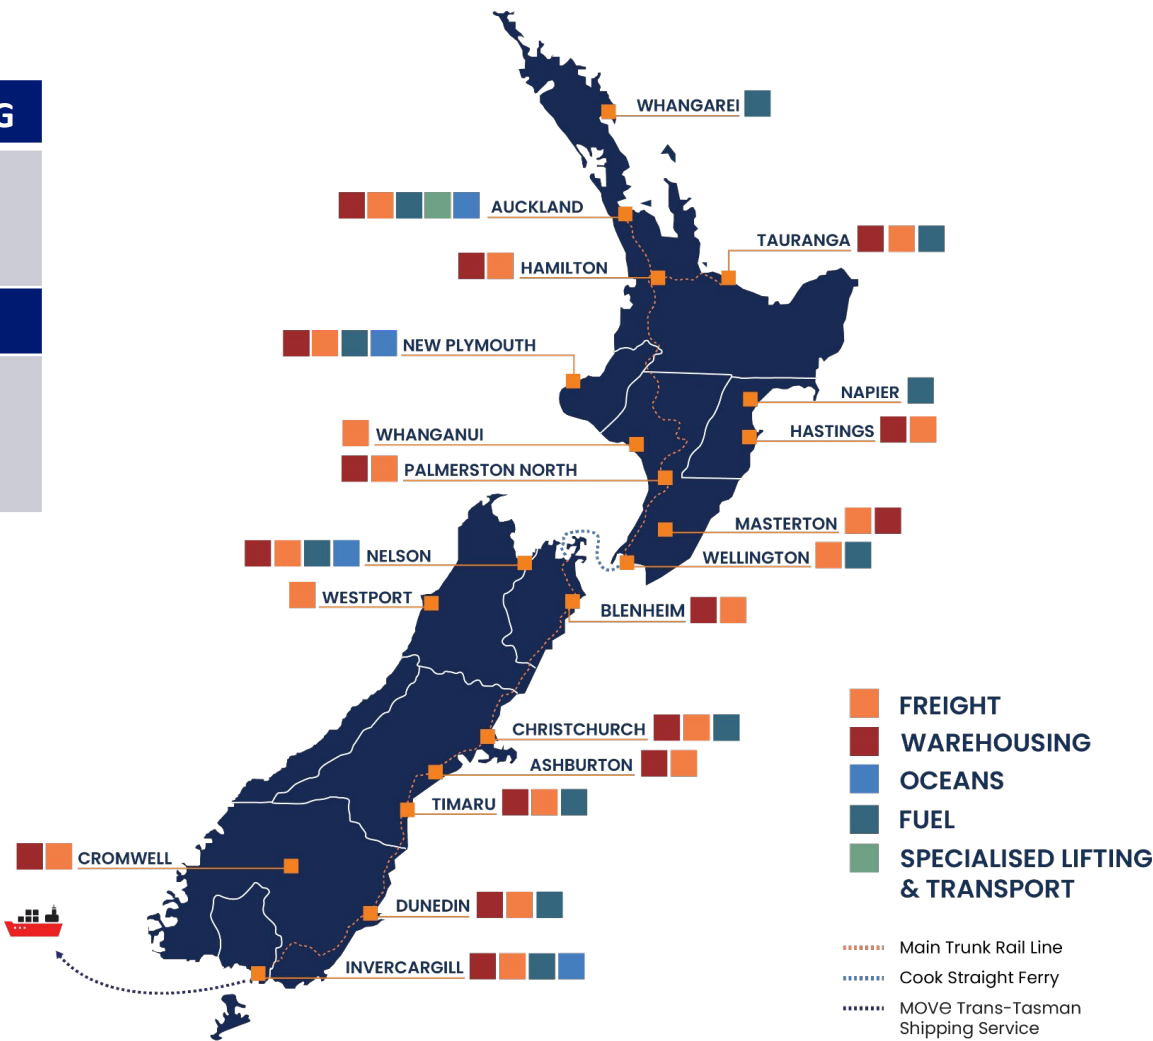 G
WHANGAREI
AUCKLAND
TAURANGA
HAMILTON
NEW PLYMOUTH
NAPIER
HASTINGS
WHANGANUI
PALMERSTON NORTH
MASTERTON
NELSON
WELLINGTON
WESTPORT
BLENHEIM
FREIGHT
CHRISTCHURCH
WAREHOUSING
ASHBURTON
OCEANS
TIMARU
FUEL
CROMWELL
SPECIALISED LIFTING
& TRANSPORT
DUNEDIN
Main Trunk Rail Line
INVERCARGILL
Cook Straight Ferry
MOVe Trans-Tasman
Shipping Service